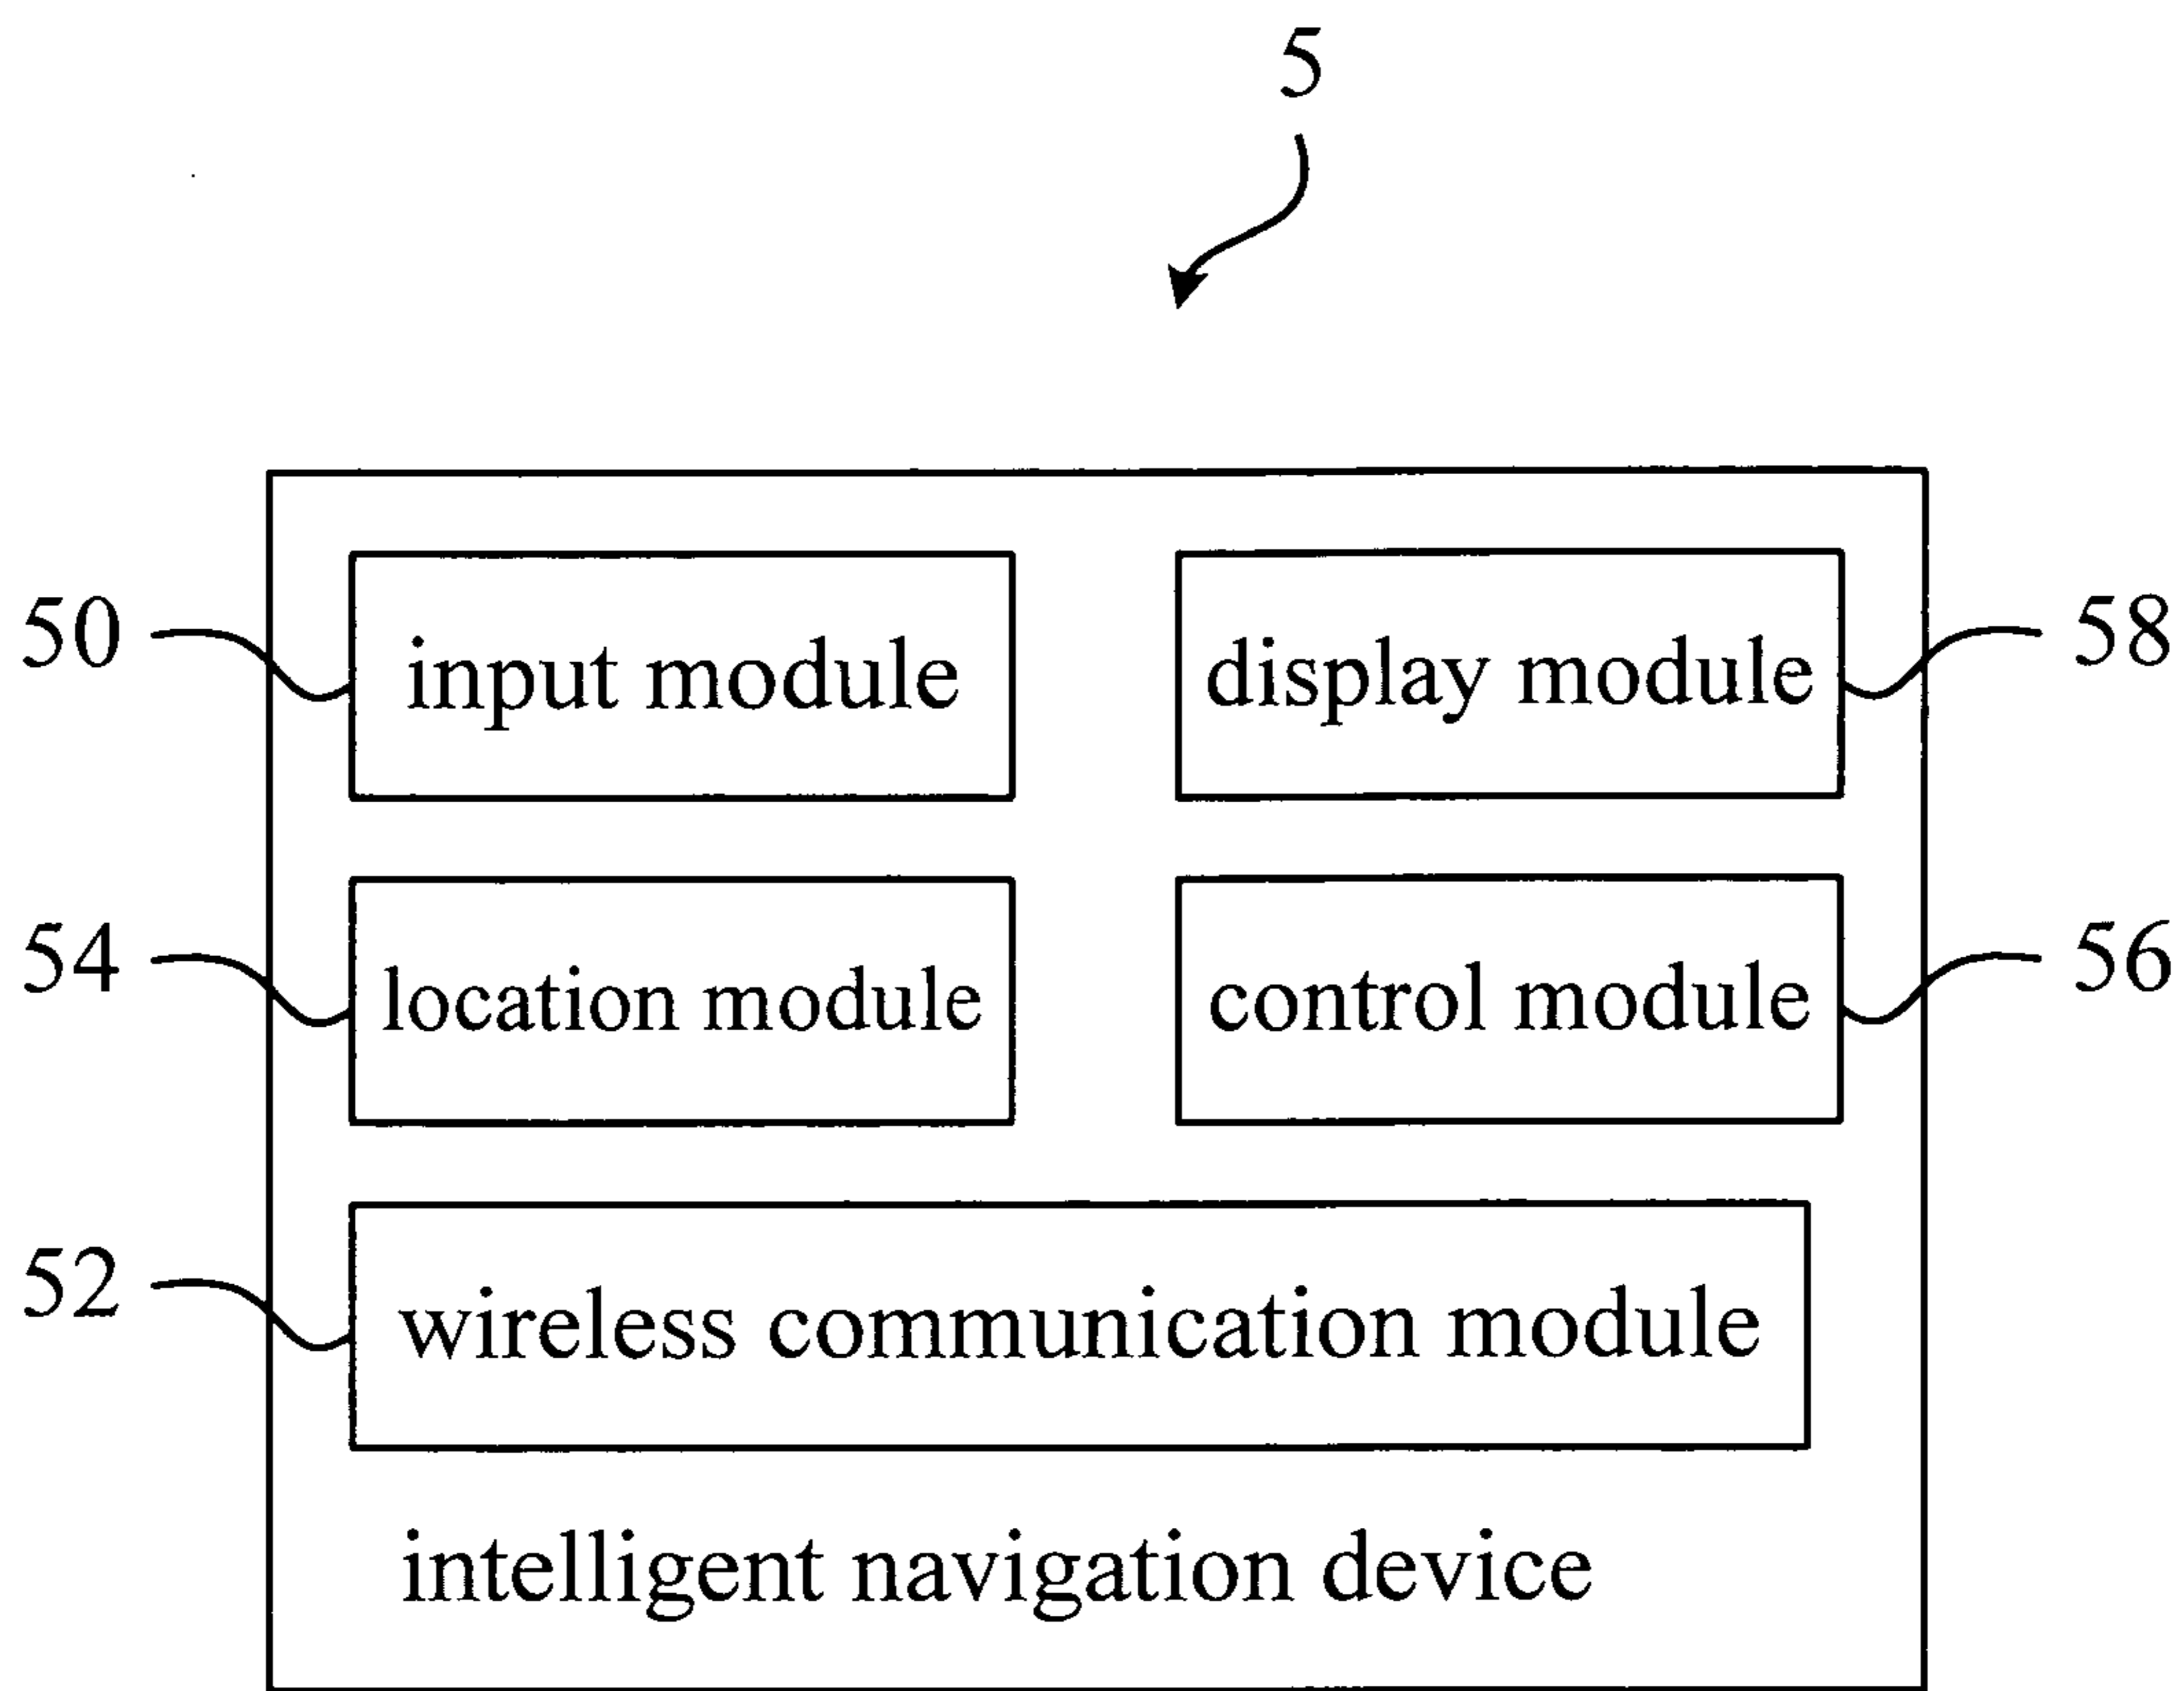 5
50 input module display module 58
54 location module control module 56
52 wireless communication module
intelligent navigation device